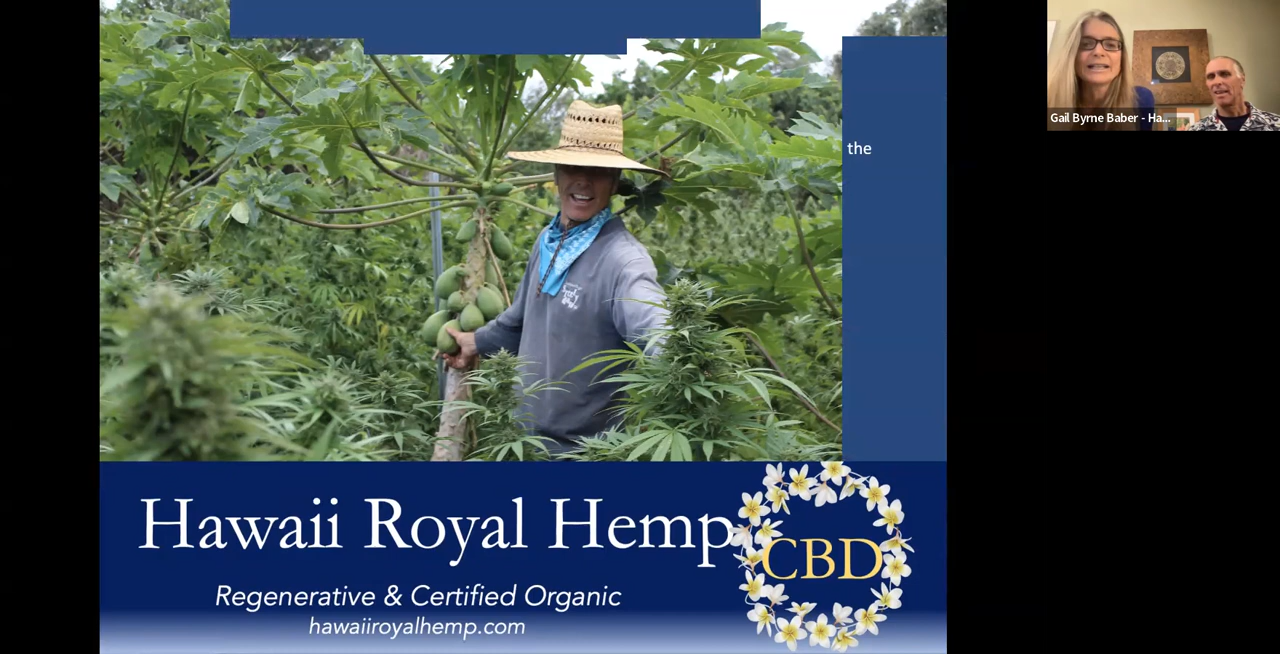 the
Gail Byrne Baber - Ha...
Hawaii Royal Hemp
CBD
Regenerative & Certified Organic
hawaiiroyalhemp.com